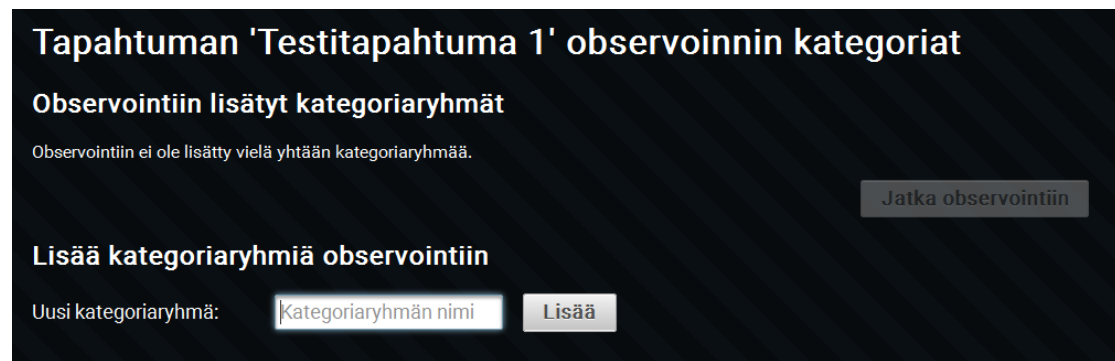 Tapahtuman 'Testitapahtuma 1' observoinnin kategoriat
Observointiin lisätyt kategoriaryhmät
Observointiin ei ole lisätty vielä yhtään kategoriaryhmää.
Jatka observointiin
Lisää kategoriaryhmiä observointiin
Uusi kategoriaryhmä: Kategoriaryhmän nimi Lisää